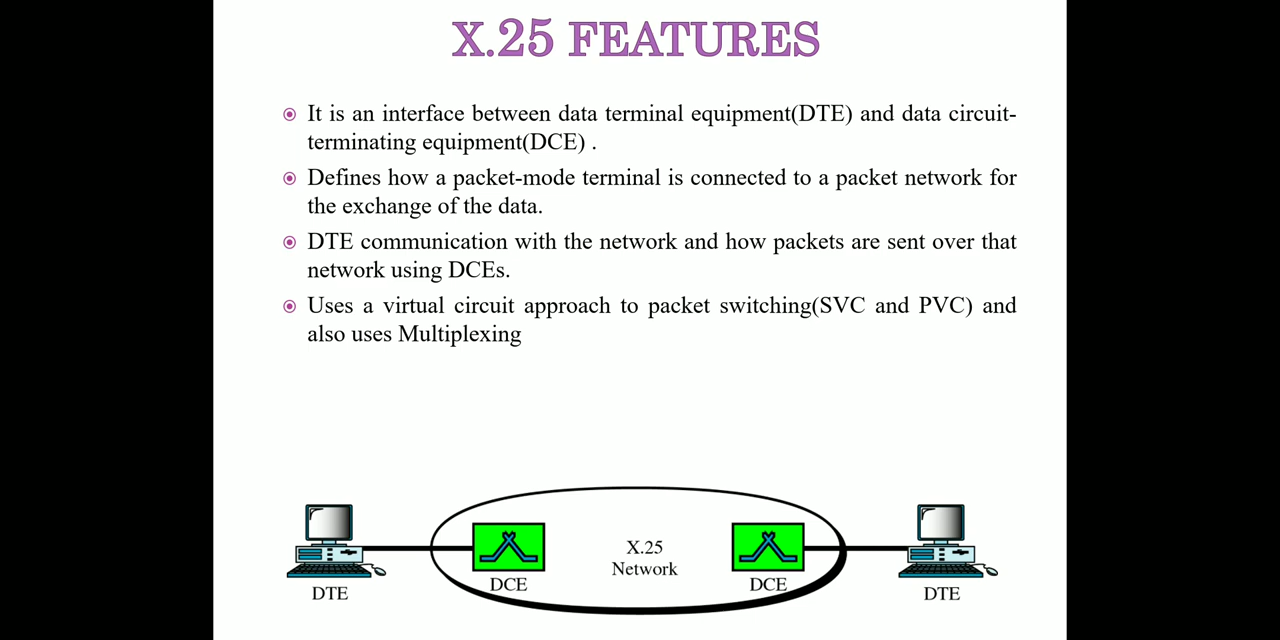 X.25 FEATURES
It is an interface between data terminal equipment(DTE) and data circuit-
terminating equipment(DCE) .
Defines how a packet-mode terminal is connected to a packet network for
the exchange of the data.
DTE communication with the network and how packets are sent over that
network using DCEs.
Uses a virtual circuit approach to packet switching(SVC and PVC) and
also uses Multiplexing
X.25
Network
DCE
DCE
DTE
DTE